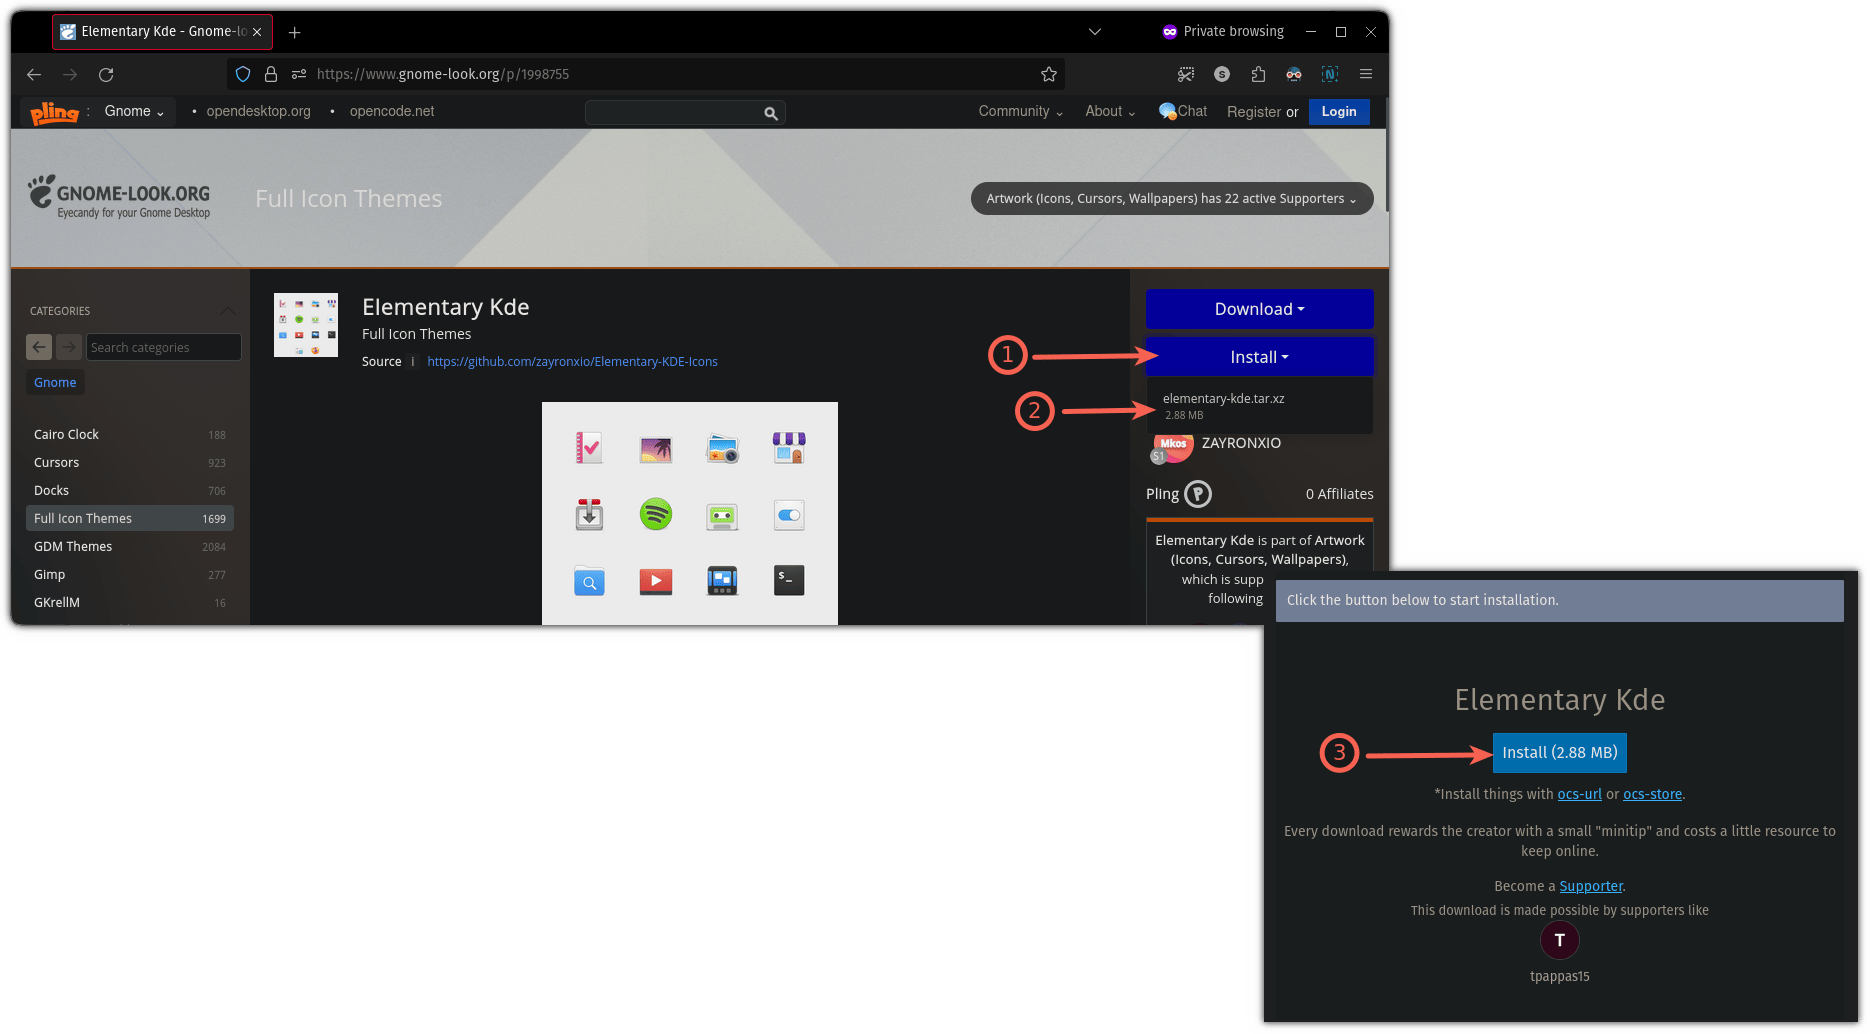 Elementary Kde - Gnome-lo
Private browsing
https://www.gnome-look.org/p/1998755
S
N
pling : Gnome
• opendesktop.org • opencode.net
Community About Chat Register or Login
GNOME-LOOK.ORG
Eyecandy for your Gnome Desktop
Full Icon Themes
Artwork (Icons, Cursors, Wallpapers) has 22 active Supporters
CATEGORIES
Search categories
Gnome
Cairo Clock 188
Cursors 923
Docks 706
Full Icon Themes 1699
GDM Themes 2084
Gimp 277
GKrellM 16
Elementary Kde
Full Icon Themes
Source i https://github.com/zayronxio/Elementary-KDE-Icons
$_
Download
1
Install
2
elementary-kde.tar.xz
2.88 MB
Mkos
S1
ZAYRONXIO
Pling P 0 Affiliates
Elementary Kde is part of Artwork
(Icons, Cursors, Wallpapers),
which is supp
following
Click the button below to start installation.
Elementary Kde
3
Install (2.88 MB)
*Install things with ocs-url or ocs-store.
Every download rewards the creator with a small "minitip" and costs a little resource to
keep online.
Become a Supporter.
This download is made possible by supporters like
T
tpappas15